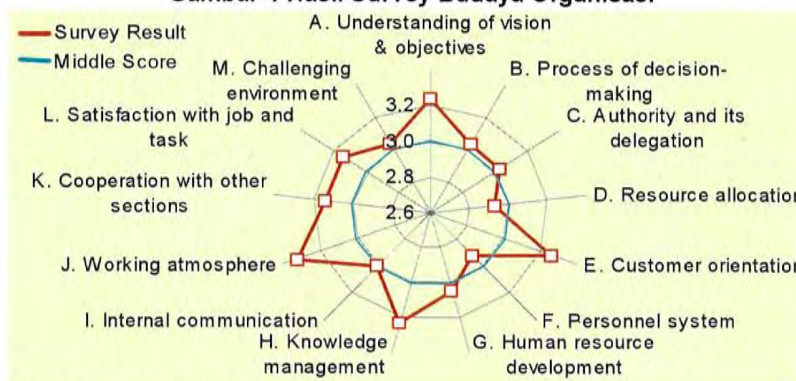 Survey Result
Middle Score
A. Understanding of vision
& objectives
B. Process of decision-
making
C. Authority and its
delegation
D. Resource allocation
E. Customer orientation
F. Personnel system
G. Human resource
development
H. Knowledge
management
I. Internal communication
J. Working atmosphere
K. Cooperation with other
sections
L. Satisfaction with job and
task
M. Challenging
environment
3.2
3.0
2.8
2.6